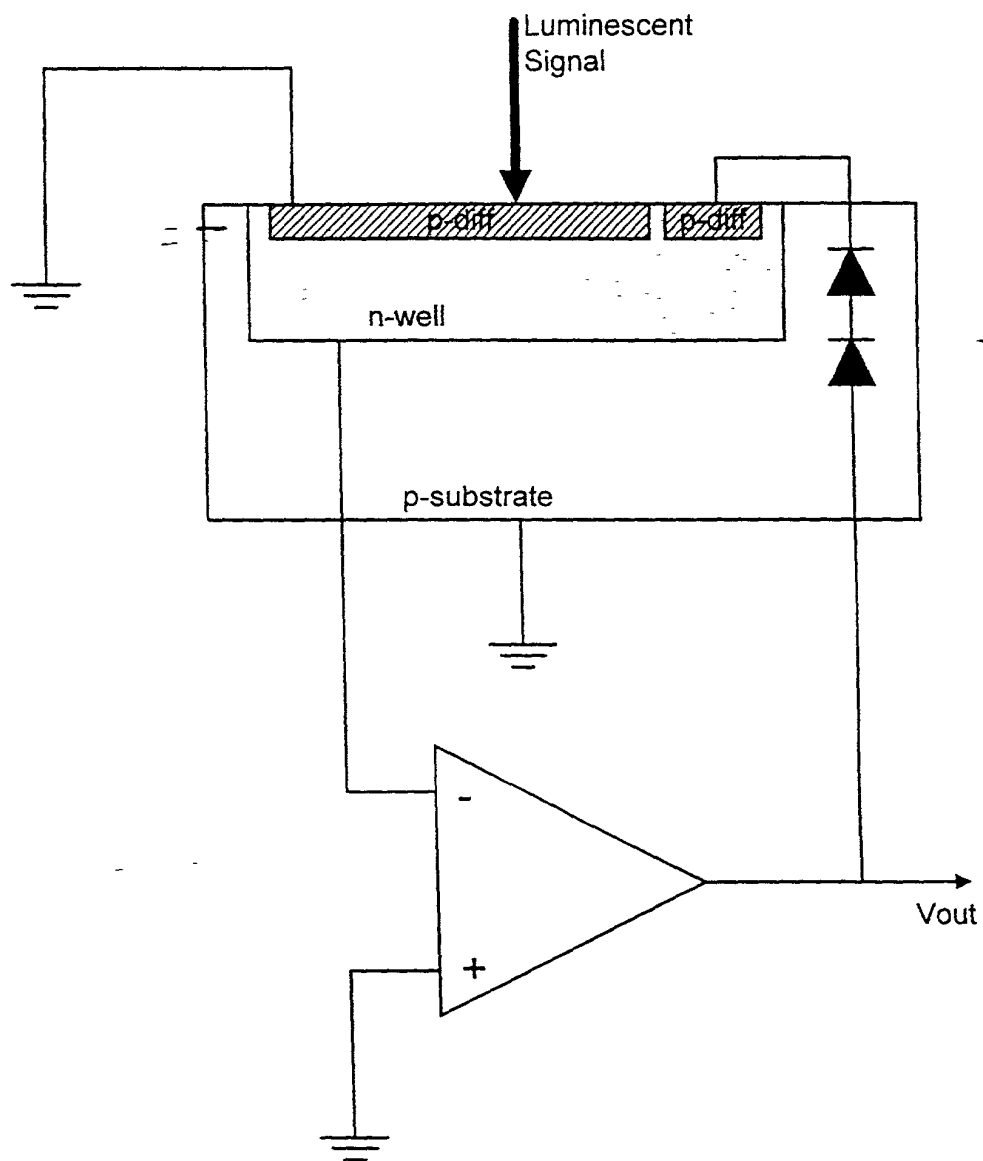 Luminescent
Signal
p-diff
p-diff
n-well
p-substrate
-
+
Vout